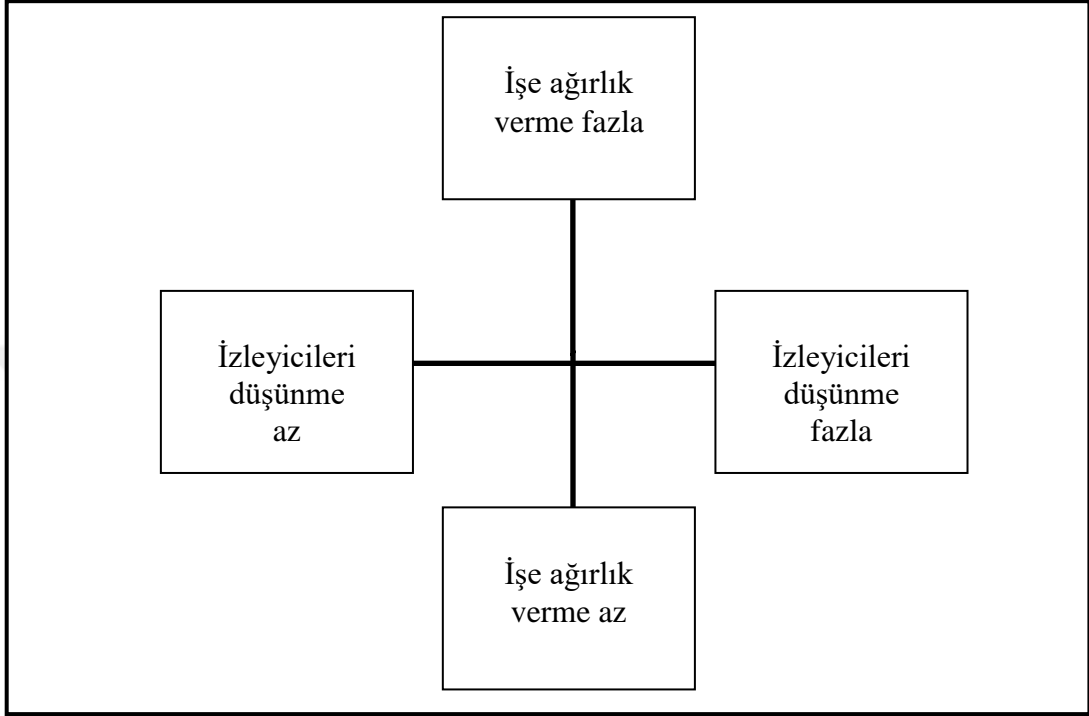 İşe ağırlık
verme fazla
İzleyicileri
düşünme
az
İzleyicileri
düşünme
fazla
İşe ağırlık
verme az